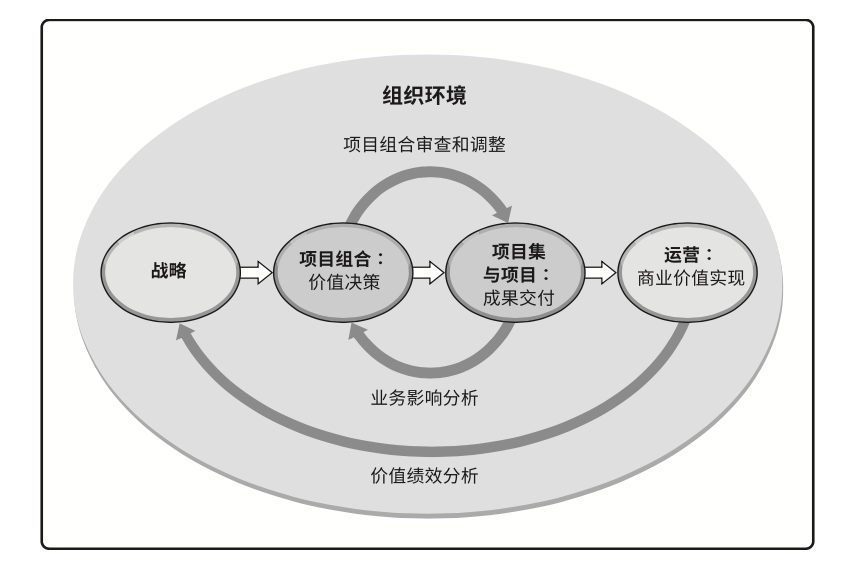 组织环境
项目组合审查和调整
战略
项目组合：
价值决策
项目集
与项目：
成果交付
运营：
商业价值实现
业务影响分析
价值绩效分析